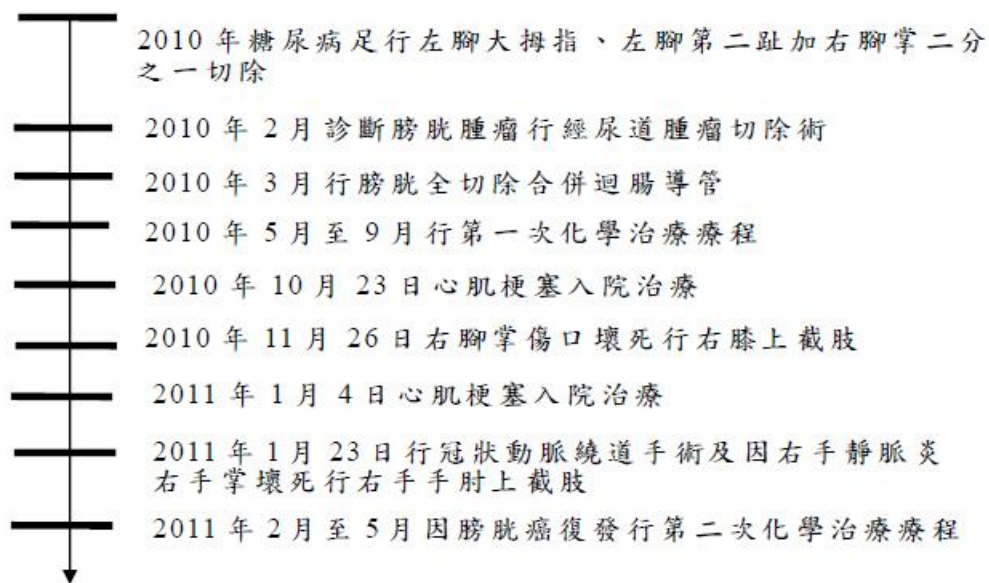 2010 年糖尿病足行左腳大拇指、左腳第二趾加右腳掌二分
之一切除
2010 年 2 月診斷膀胱腫瘤行經尿道腫瘤切除術
2010 年 3 月行膀胱全切除合併迴腸導管
2010 年 5 月至 9 月行第一次化學治療療程
2010 年 10 月 23 日心肌梗塞入院治療
2010 年 11 月 26 日右腳掌傷口壞死行右膝上截肢
2011 年 1 月 4 日心肌梗塞入院治療
2011 年 1 月 23 日行冠狀動脈繞道手術及因右手靜脈炎
右手掌壞死行右手手肘上截肢
2011 年 2 月至 5 月因膀胱癌復發行第二次化學治療療程